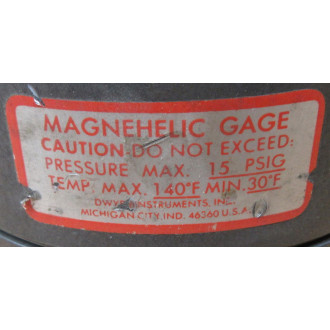 MAGNEHELIC GAGE
CAUTION-DO NOT EXCEED:
PRESSURE MAX. 15 PSIG
TEMP. MAX. 140°F MIN. 30°F
INSTRUMENTS,
MICHIGAN CITY, IND. 46360 U.S.A.